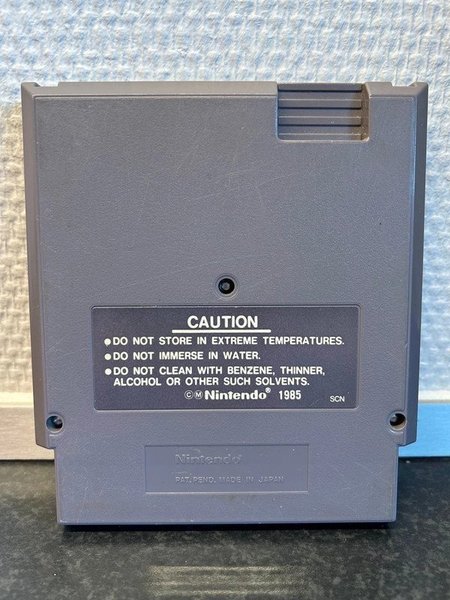 CAUTION
●DO NOT STORE IN EXTREME TEMPERATURES.
●DO NOT IMMERSE IN WATER.
●DO NOT CLEAN WITH BENZENE, THINNER,
ALCOHOL OR OTHER SUCH SOLVENTS.
©Ⓜ Nintendo® 1985 SCN
Nintendo®
PAT. PEND. MADE IN JAPAN